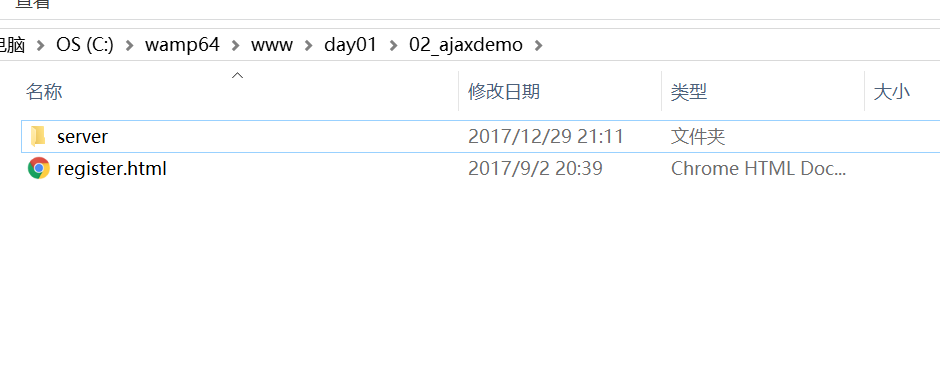 查看
电脑 OS (C:) wamp64 www day01 02_ajaxdemo
名称 修改日期 类型 大小
server 2017/12/29 21:11 文件夹
register.html 2017/9/2 20:39 Chrome HTML Doc...